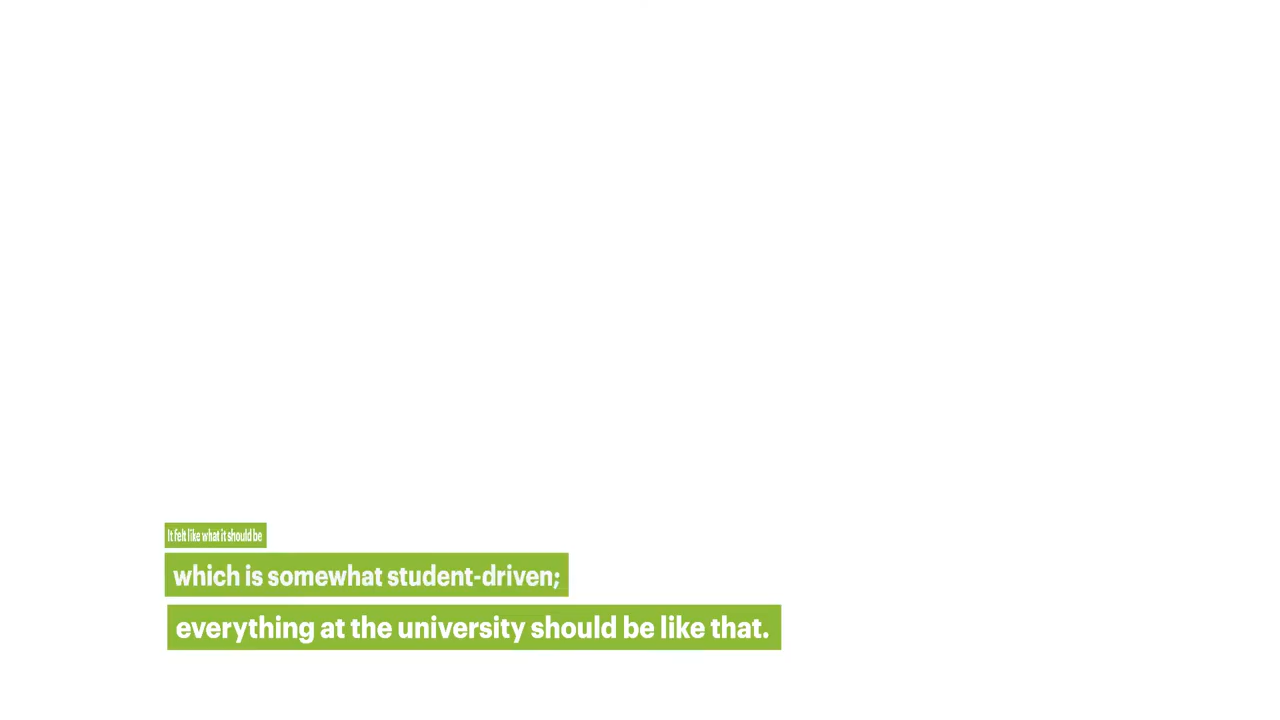 It felt like what it should be
which is somewhat student-driven;
everything at the university should be like that.